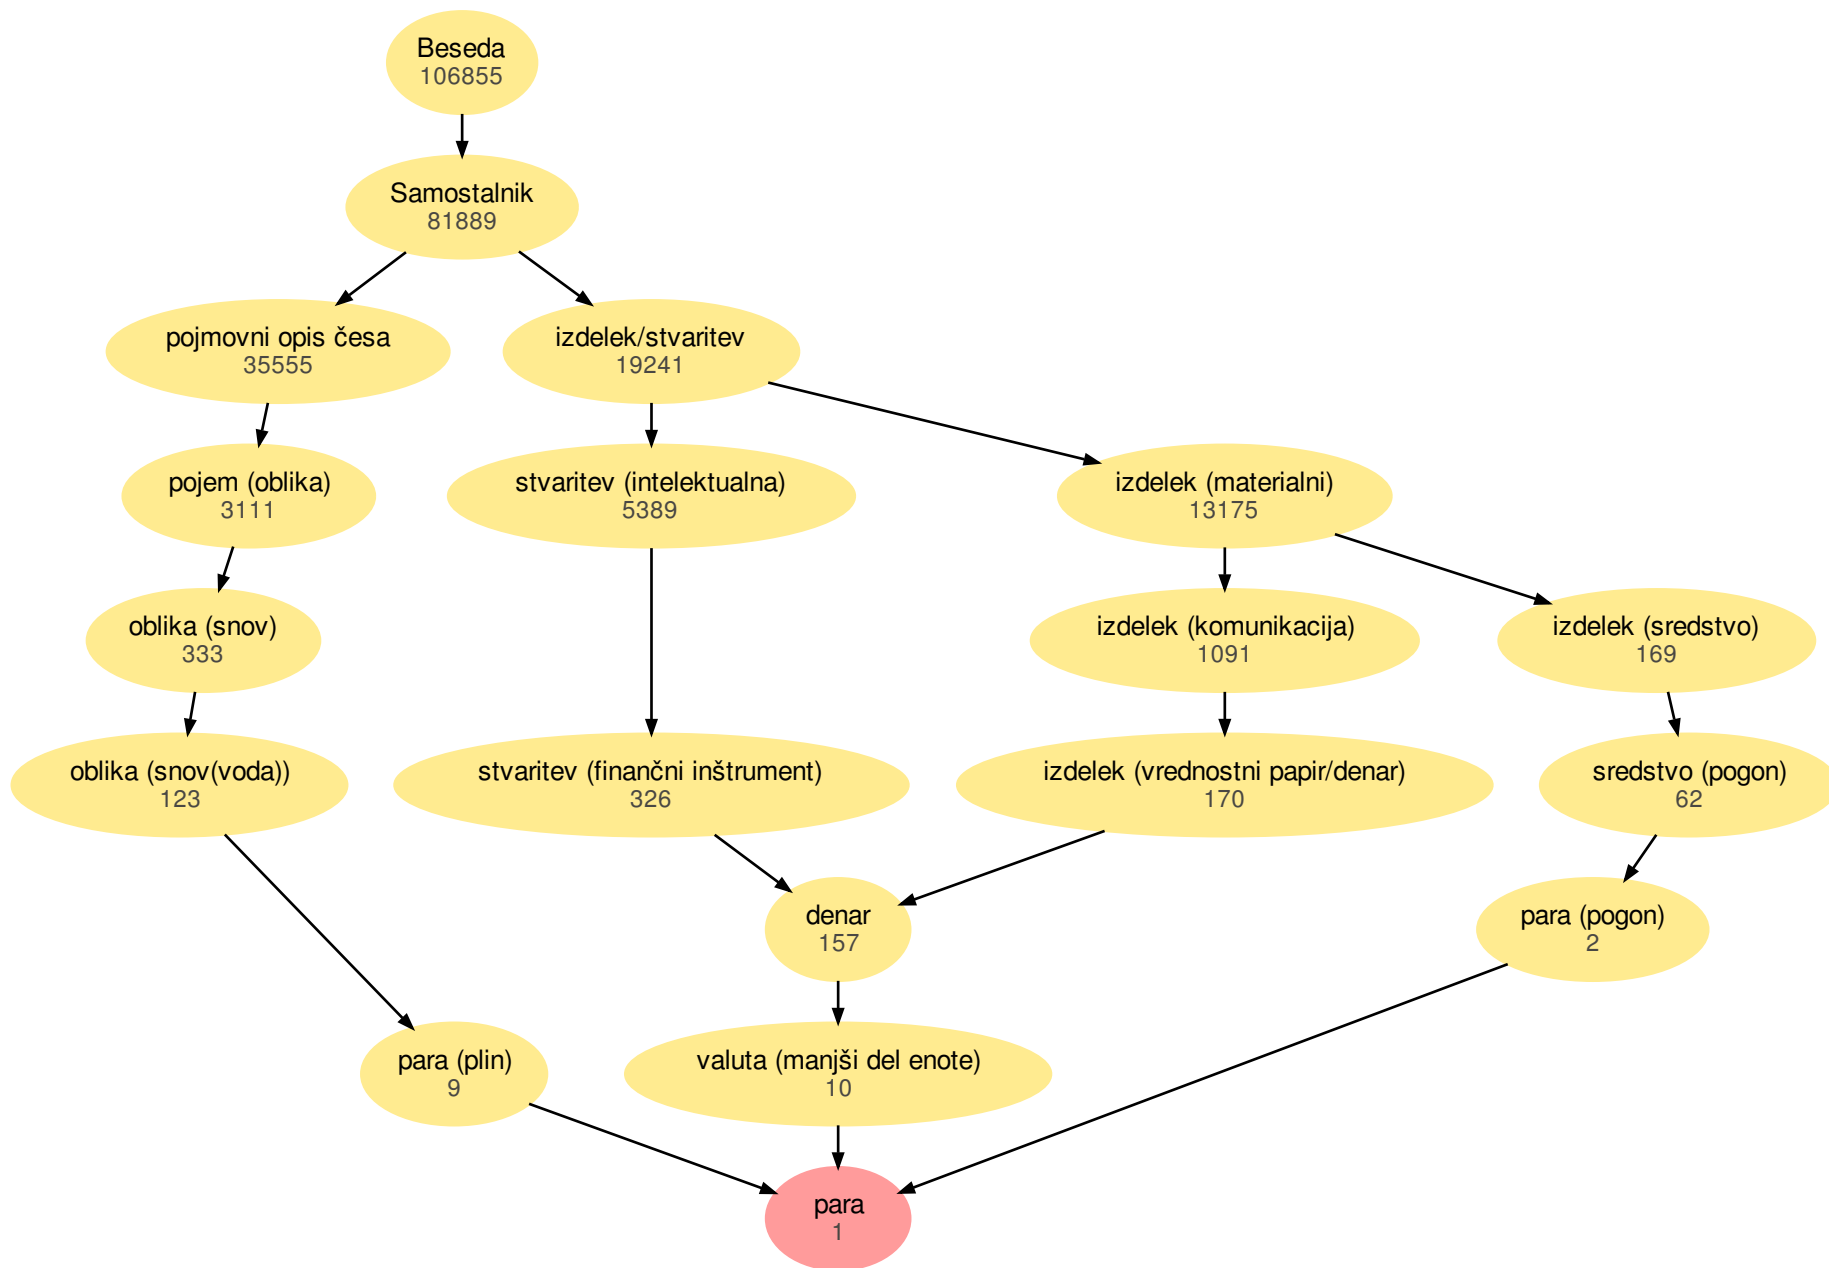 Beseda
106855
Samostalnik
81889
pojmovni opis česa
35555
izdelek/stvaritev
19241
pojem (oblika)
3111
stvaritev (intelektualna)
5389
izdelek (materialni)
13175
oblika (snov)
333
izdelek (komunikacija)
1091
izdelek (sredstvo)
169
oblika (snov(voda))
123
stvaritev (finančni inštrument)
326
izdelek (vrednostni papir/denar)
170
sredstvo (pogon)
62
denar
157
para (pogon)
2
para (plin)
9
valuta (manjši del enote)
10
para
1